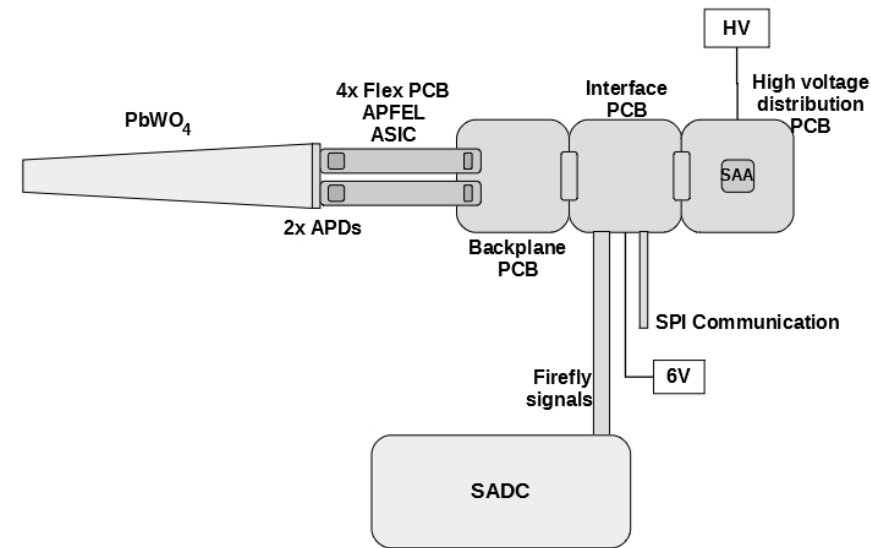 HV
High voltage
distribution
PCB
Interface
PCB
4x Flex PCB
APFEL
ASIC
PbWO4
SAA
2x APDs
Backplane
PCB
SPI Communication
6V
Firefly
signals
SADC